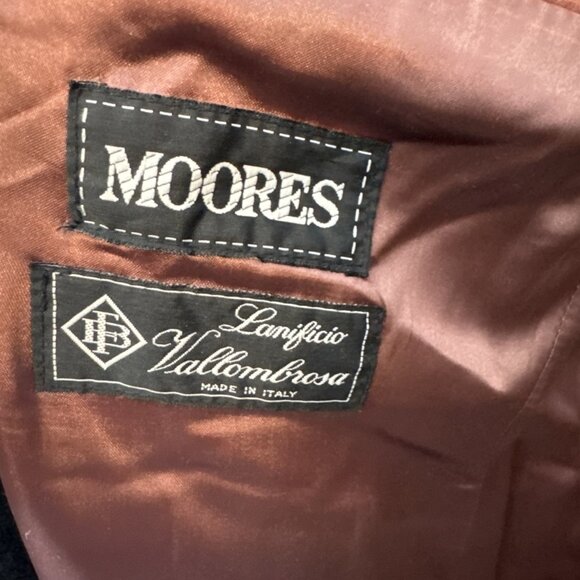 MOORES
Lanificio
Vallombrosa
MADE IN ITALY